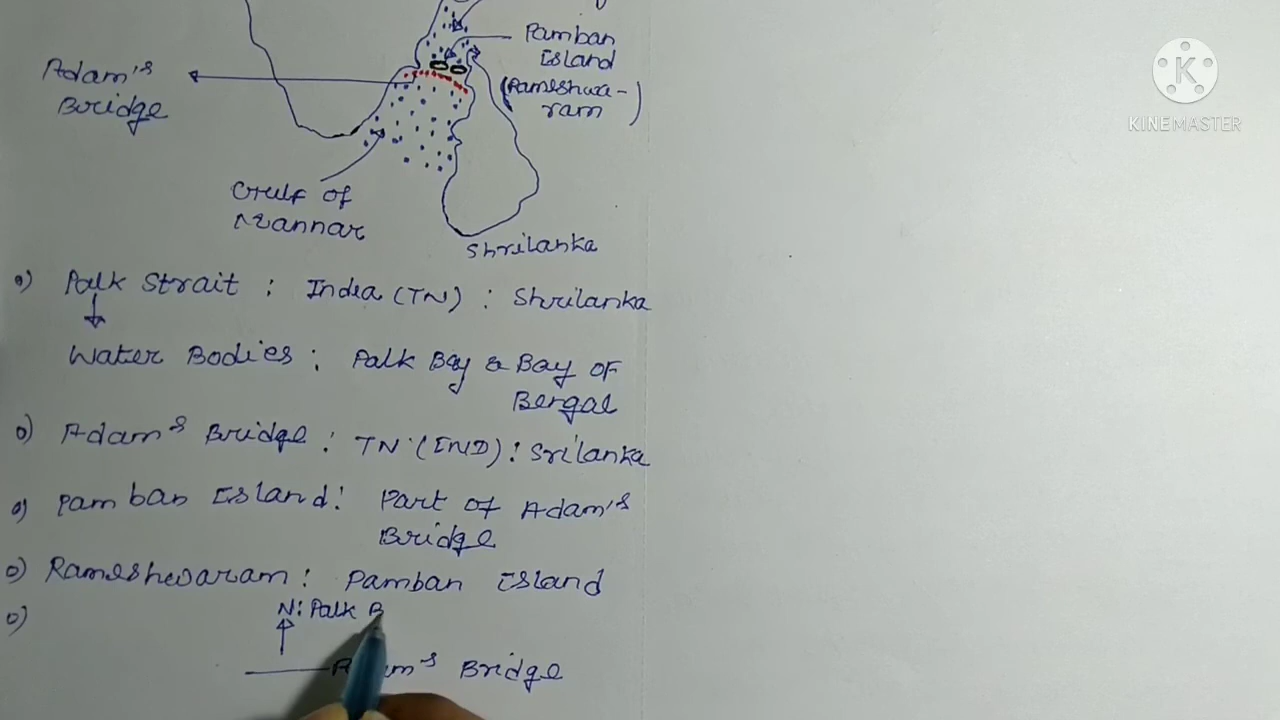 Pamban
Island
(Rameshwa-
ram)
Adam's
Bridge
KINEMASTER
Gulf of
Mannar
Shrilanka
Palk Strait : India (TN) : Shrilanka
Water Bodies : Palk Bay & Bay of
Bengal
Adam's Bridge : TN (IND) : Srilanka
Pamban Island : Part of Adam's
Bridge
Rameshwaram : Pamban Island
N: Palk B
Adam's Bridge